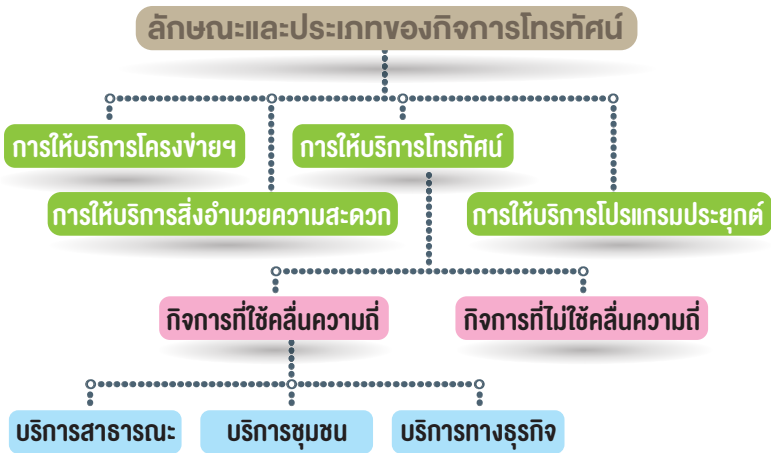 ลักษณะและประเภทของกิจการโทรทัศน์
การให้บริการโครงข่ายฯ
การให้บริการโทรทัศน์
การให้บริการสิ่งอำนวยความสะดวก
การให้บริการโปรแกรมประยุกต์
กิจการที่ใช้คลื่นความถี่
กิจการที่ไม่ใช้คลื่นความถี่
บริการสาธารณะ
บริการชุมชน
บริการทางธุรกิจ